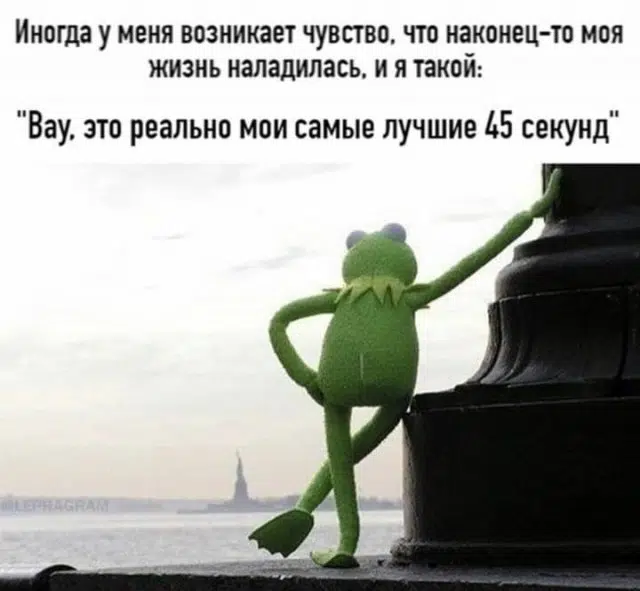 Иногда у меня возникает чувство, что наконец-то моя
жизнь наладилась, и я такой:
"Вау, это реально мои самые лучшие 45 секунд"
@LEPRAGRAM